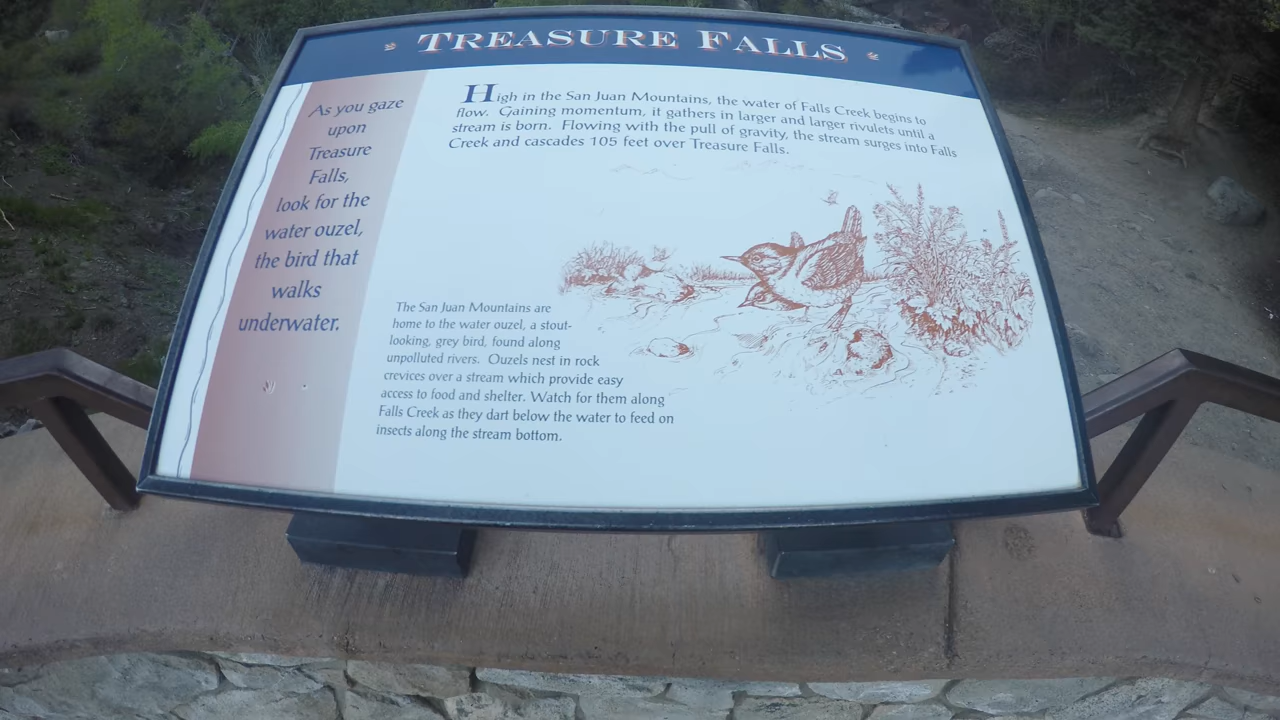 TREASURE FALLS
As you gaze
upon
Treasure
Falls,
look for the
water ouzel,
the bird that
walks
underwater.
High in the San Juan Mountains, the water of Falls Creek begins to
flow. Gaining momentum, it gathers in larger and larger rivulets until a
stream is born. Flowing with the pull of gravity, the stream surges into Falls
Creek and cascades 105 feet over Treasure Falls.
The San Juan Mountains are
home to the water ouzel, a stout-
looking, grey bird, found along
unpolluted rivers. Ouzels nest in rock
crevices over a stream which provide easy
access to food and shelter. Watch for them along
Falls Creek as they dart below the water to feed on
insects along the stream bottom.